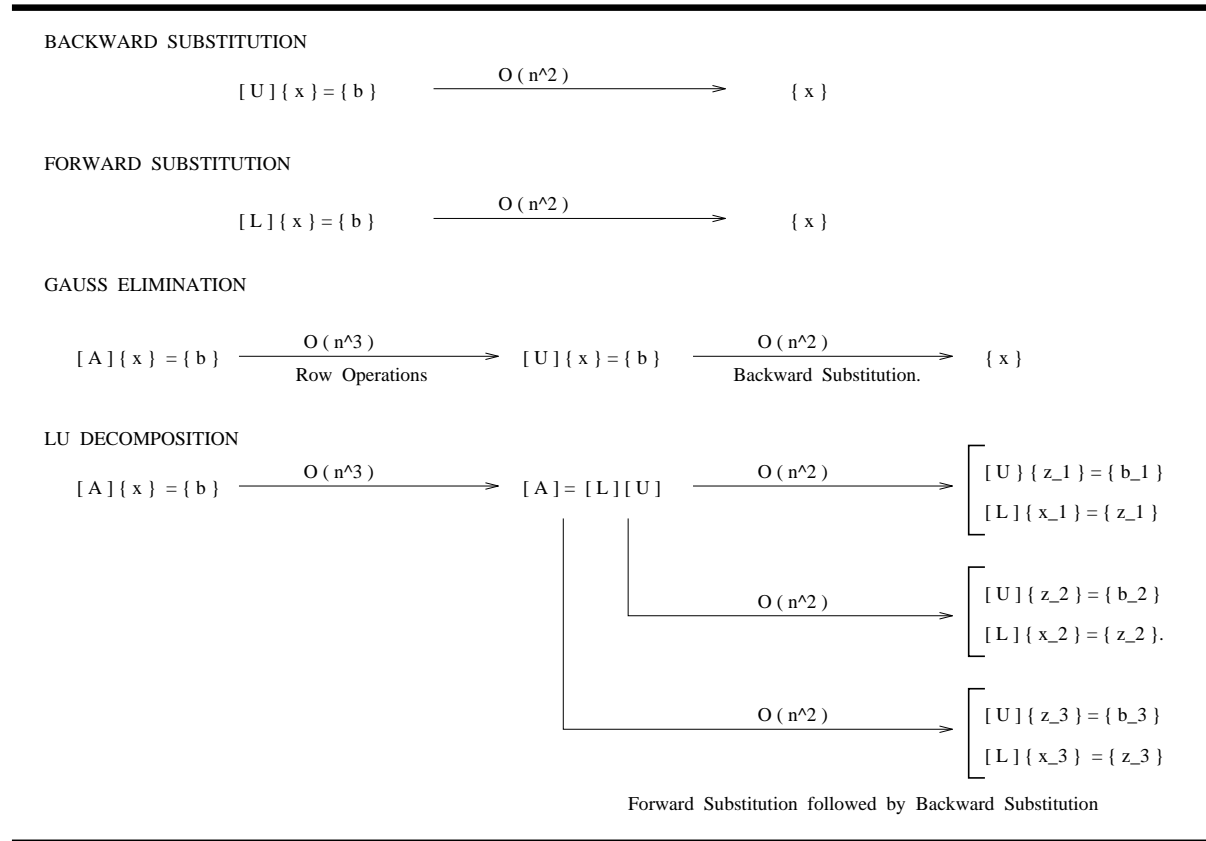 BACKWARD SUBSTITUTION
O ( n^2 )
[ U ] { x } = { b } { x }
FORWARD SUBSTITUTION
O ( n^2 )
[ L ] { x } = { b } { x }
GAUSS ELIMINATION
O ( n^3 ) O ( n^2 )
[ A ] { x } = { b } [ U ] { x } = { b } { x }
Row Operations Backward Substitution.
LU DECOMPOSITION
O ( n^3 ) O ( n^2 ) [ U } { z_1 } = { b_1 }
[ A ] { x } = { b } [ A ] = [ L ] [ U ]
[ L ] { x_1 } = { z_1 }
O ( n^2 ) [ U ] { z_2 } = { b_2 }
[ L ] { x_2 } = { z_2 }.
O ( n^2 ) [ U ] { z_3 } = { b_3 }
[ L ] { x_3 } = { z_3 }
Forward Substitution followed by Backward Substitution